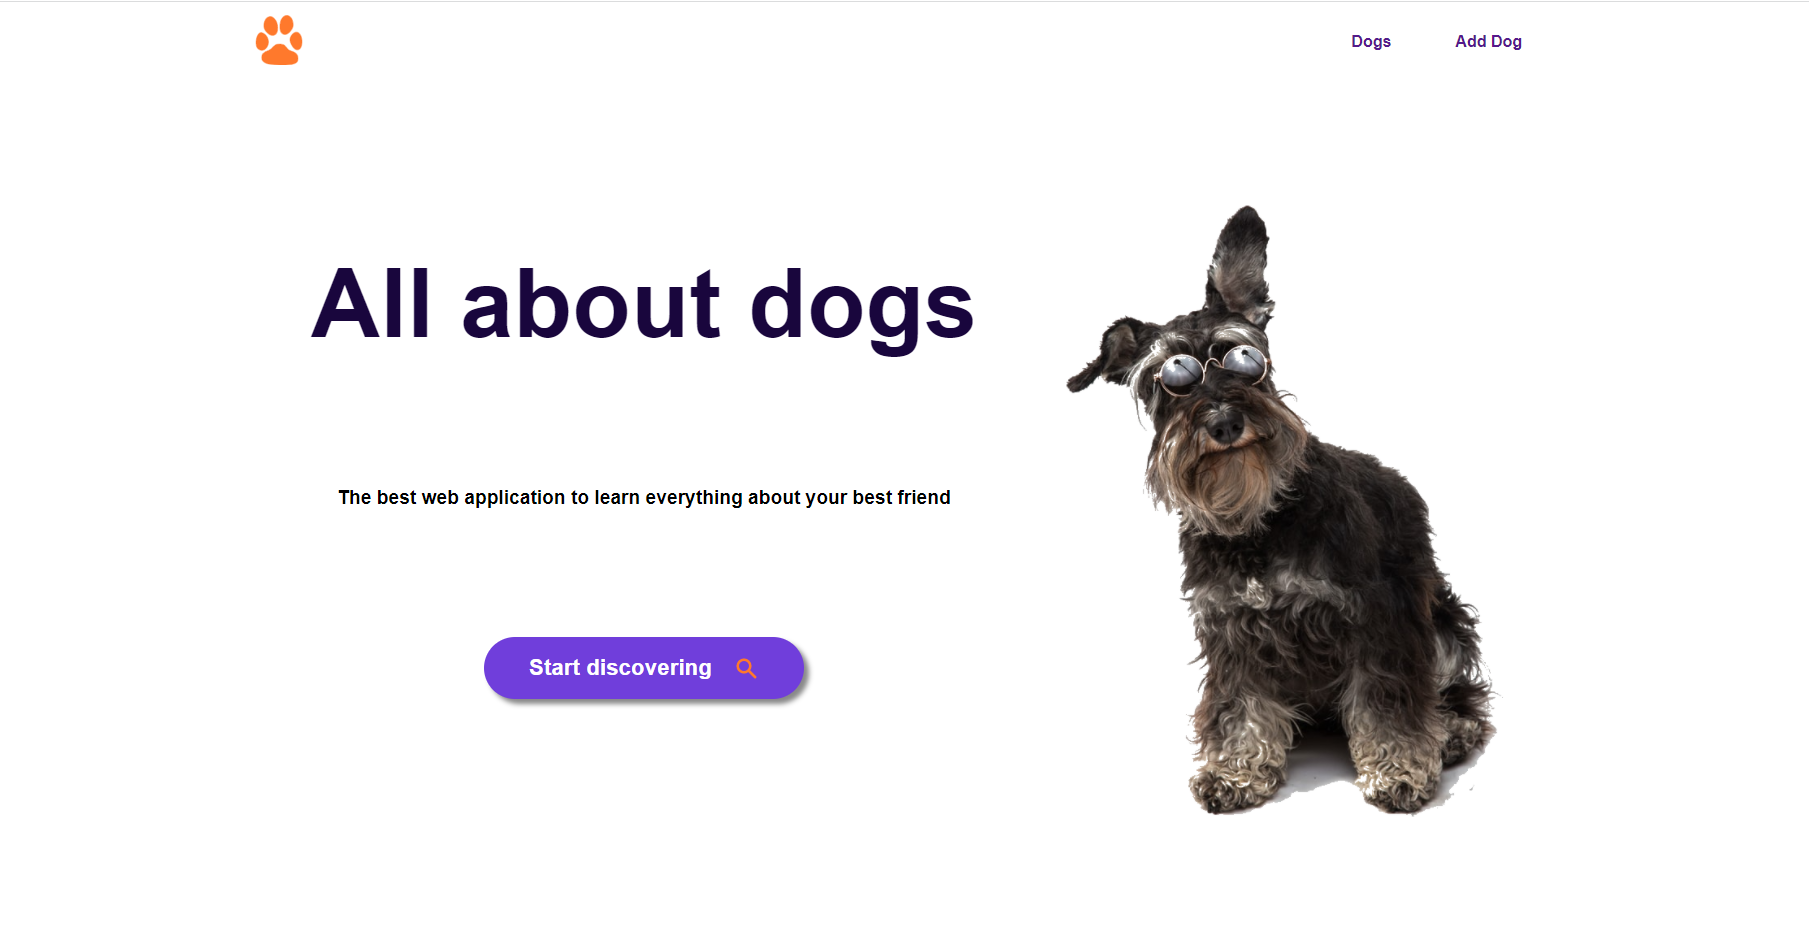 Dogs
Add Dog
All about dogs
The best web application to learn everything about your best friend
Start discovering